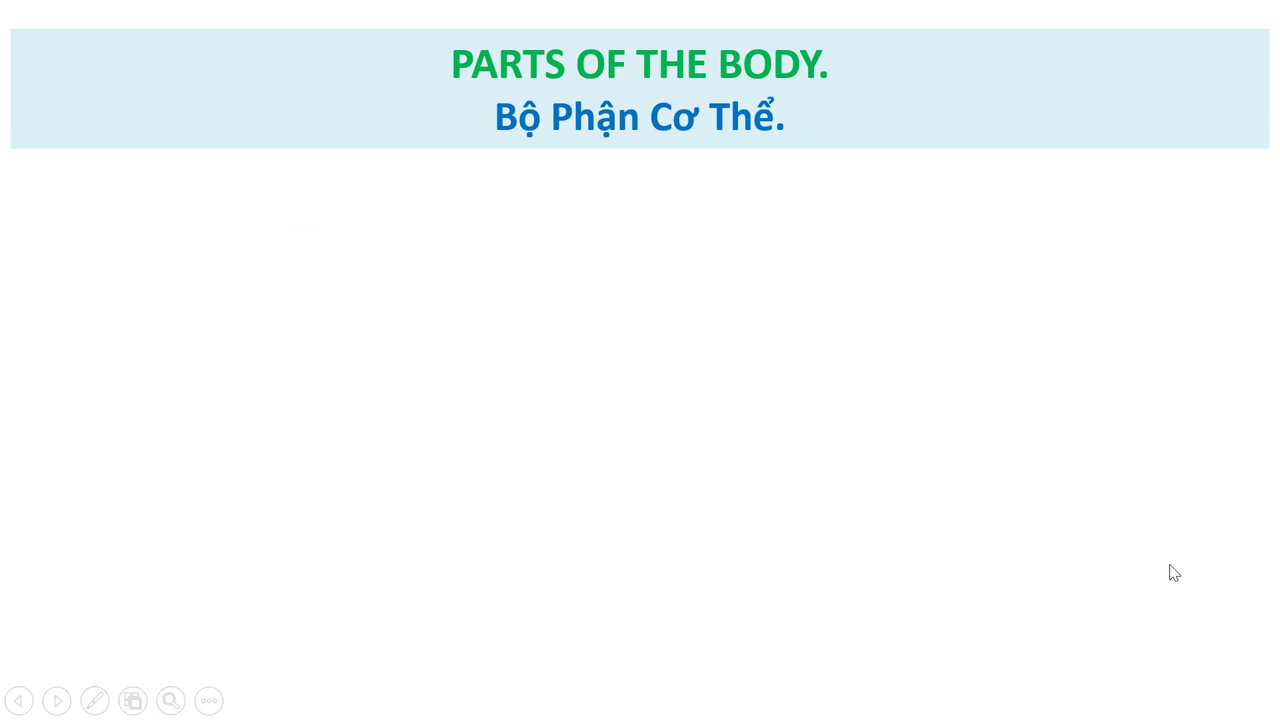 PARTS OF THE BODY.
Bộ Phận Cơ Thể.